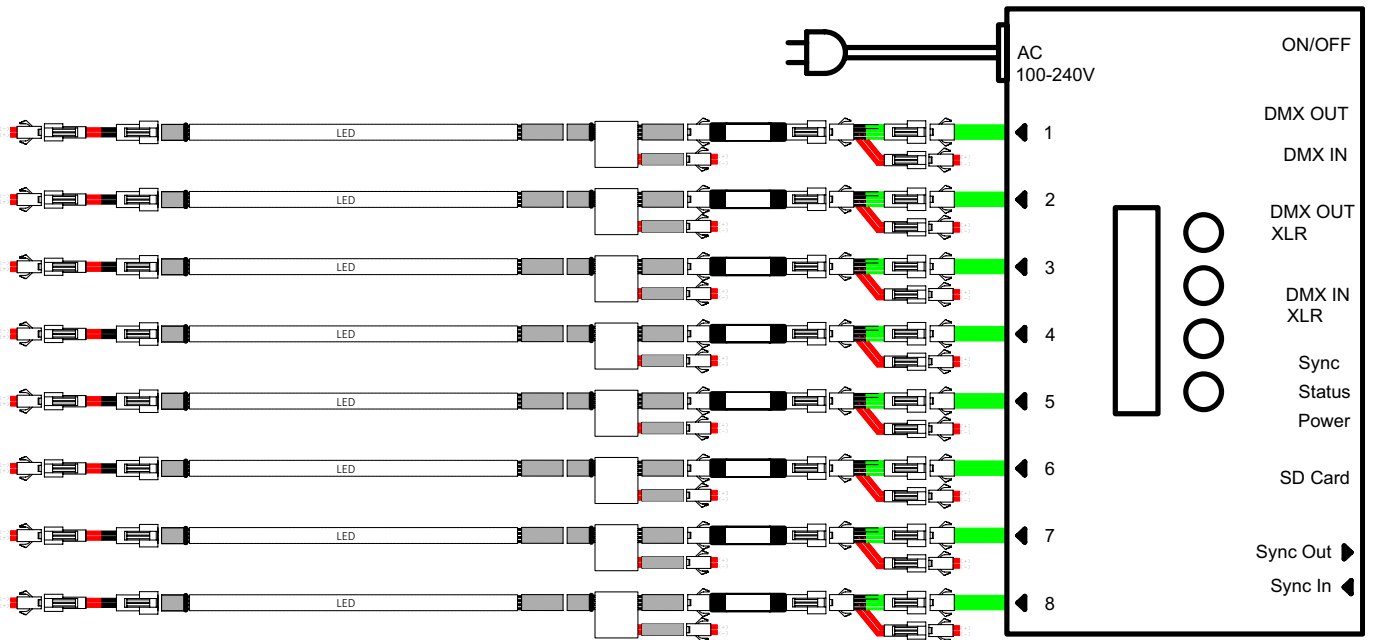 AC
100-240V
ON/OFF
DMX OUT
DMX IN
DMX OUT
XLR
DMX IN
XLR
Sync
Status
Power
SD Card
Sync Out
Sync In
LED 1
LED 2
LED 3
LED 4
LED 5
LED 6
LED 7
LED 8